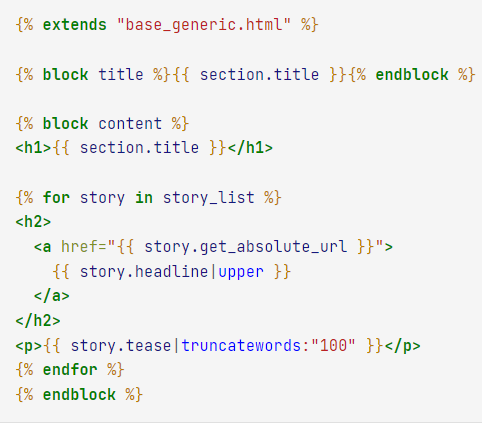 {% extends "base_generic.html" %}

{% block title %}{{ section.title }}{% endblock %}

{% block content %}
<h1>{{ section.title }}</h1>

{% for story in story_list %}
<h2>
  <a href="{{ story.get_absolute_url }}">
    {{ story.headline|upper }}
  </a>
</h2>
<p>{{ story.tease|truncatewords:"100" }}</p>
{% endfor %}
{% endblock %}